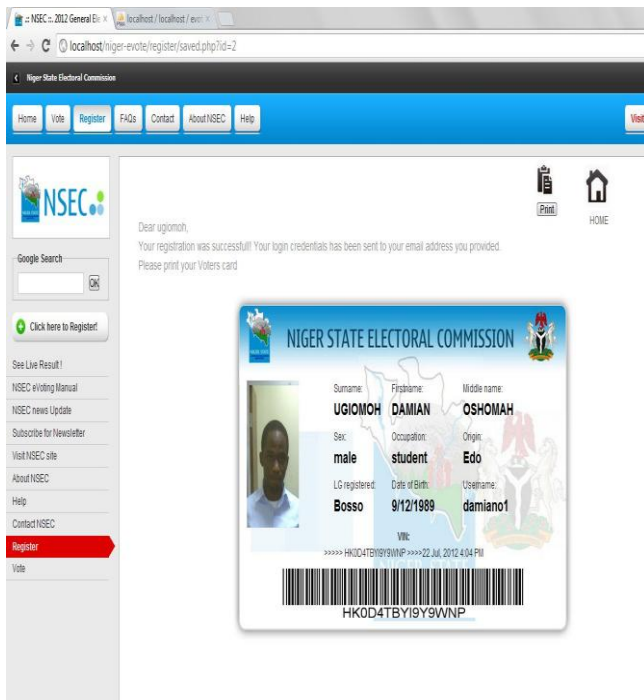 .:: NSEC ::. 2012 General Ele ×
localhost / localhost / evot ×
localhost/niger-evote/register/saved.php?id=2
Niger State Electoral Commission
Home Vote Register FAQs Contact About NSEC Help Visit
NSEC
Print
HOME
Dear ugiomoh,
Your registration was successful!! Your login credentials has been sent to your email address you provided.
Please print your Voters card
Google Search
OK
Click here to Register!
See Live Result !
NSEC eVoting Manual
NSEC news Update
Subscribe for Newsletter
Visit NSEC site
About NSEC
Help
Contact NSEC
Register
Vote
NIGER STATE ELECTORAL COMMISSION
Surname: Firstname: Middle name:
UGIOMOH DAMIAN OSHOMAH
Sex: Occupation: Origin:
male student Edo
LG registered: Date of Birth: Username:
Bosso 9/12/1989 damiano1
VIN:
>>>>> HK0D4TBYI9Y9WNP >>>>22 Jul, 2012 4:04 PM
NIGER STATE
HK0D4TBYI9Y9WNP